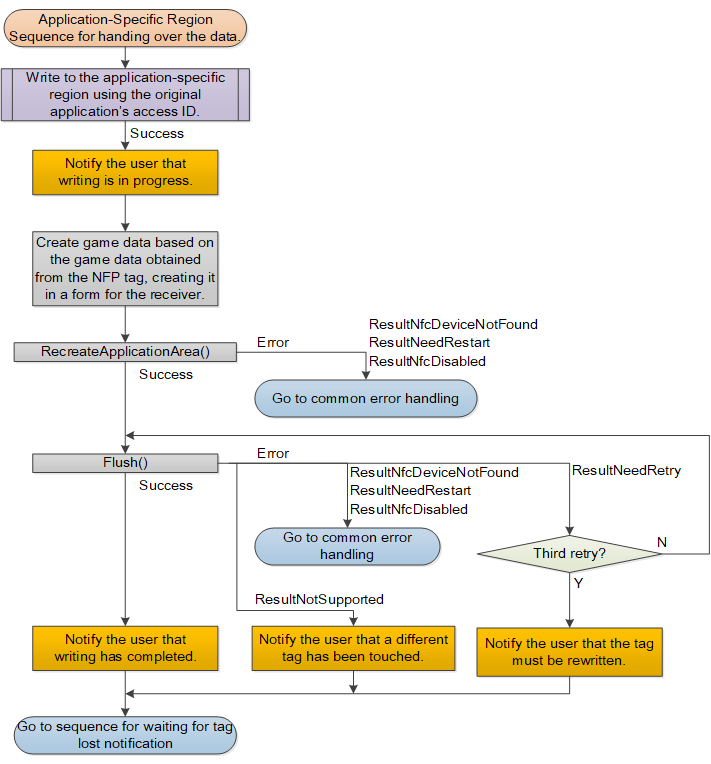 Application-Specific Region
Sequence for handing over the data.
Write to the application-specific
region using the original
application's access ID.
Success
Notify the user that
writing is in progress.
Create game data based on
the game data obtained
from the NFP tag, creating it
in a form for the receiver.
RecreateApplicationArea()
Error
ResultNfcDeviceNotFound
ResultNeedRestart
ResultNfcDisabled
Success
Go to common error handling
Flush()
Error
ResultNfcDeviceNotFound
ResultNeedRestart
ResultNfcDisabled
ResultNeedRetry
Success
Go to common error
handling
Third retry?
N
Y
ResultNotSupported
Notify the user that
writing has completed.
Notify the user that a different
tag has been touched.
Notify the user that the tag
must be rewritten.
Go to sequence for waiting for tag
lost notification